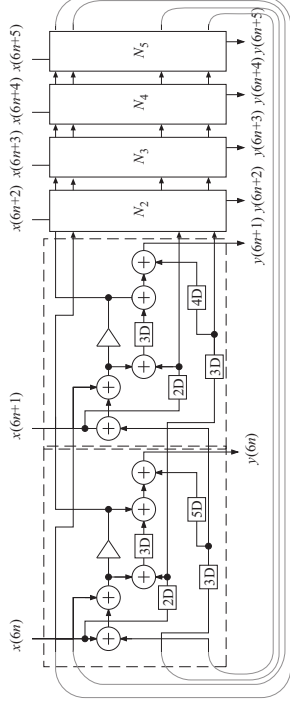 x(6n)
x(6n+1)
x(6n+2)
x(6n+3)
x(6n+4)
x(6n+5)
2D
3D
3D
5D
2D
3D
3D
4D
N2
N3
N4
N5
y(6n)
y(6n+1)
y(6n+2)
y(6n+3)
y(6n+4)
y(6n+5)